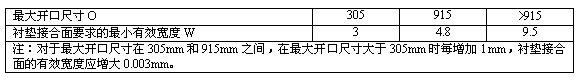 最大开口尺寸 O 305 915 >915
衬垫接合面要求的最小有效宽度 W 3 4.8 9.5
注：对于最大开口尺寸在 305mm 和 915mm 之间，在最大开口尺寸大于 305mm 时每增加 1mm，衬垫接合
面的有效宽度应增大 0.003mm。